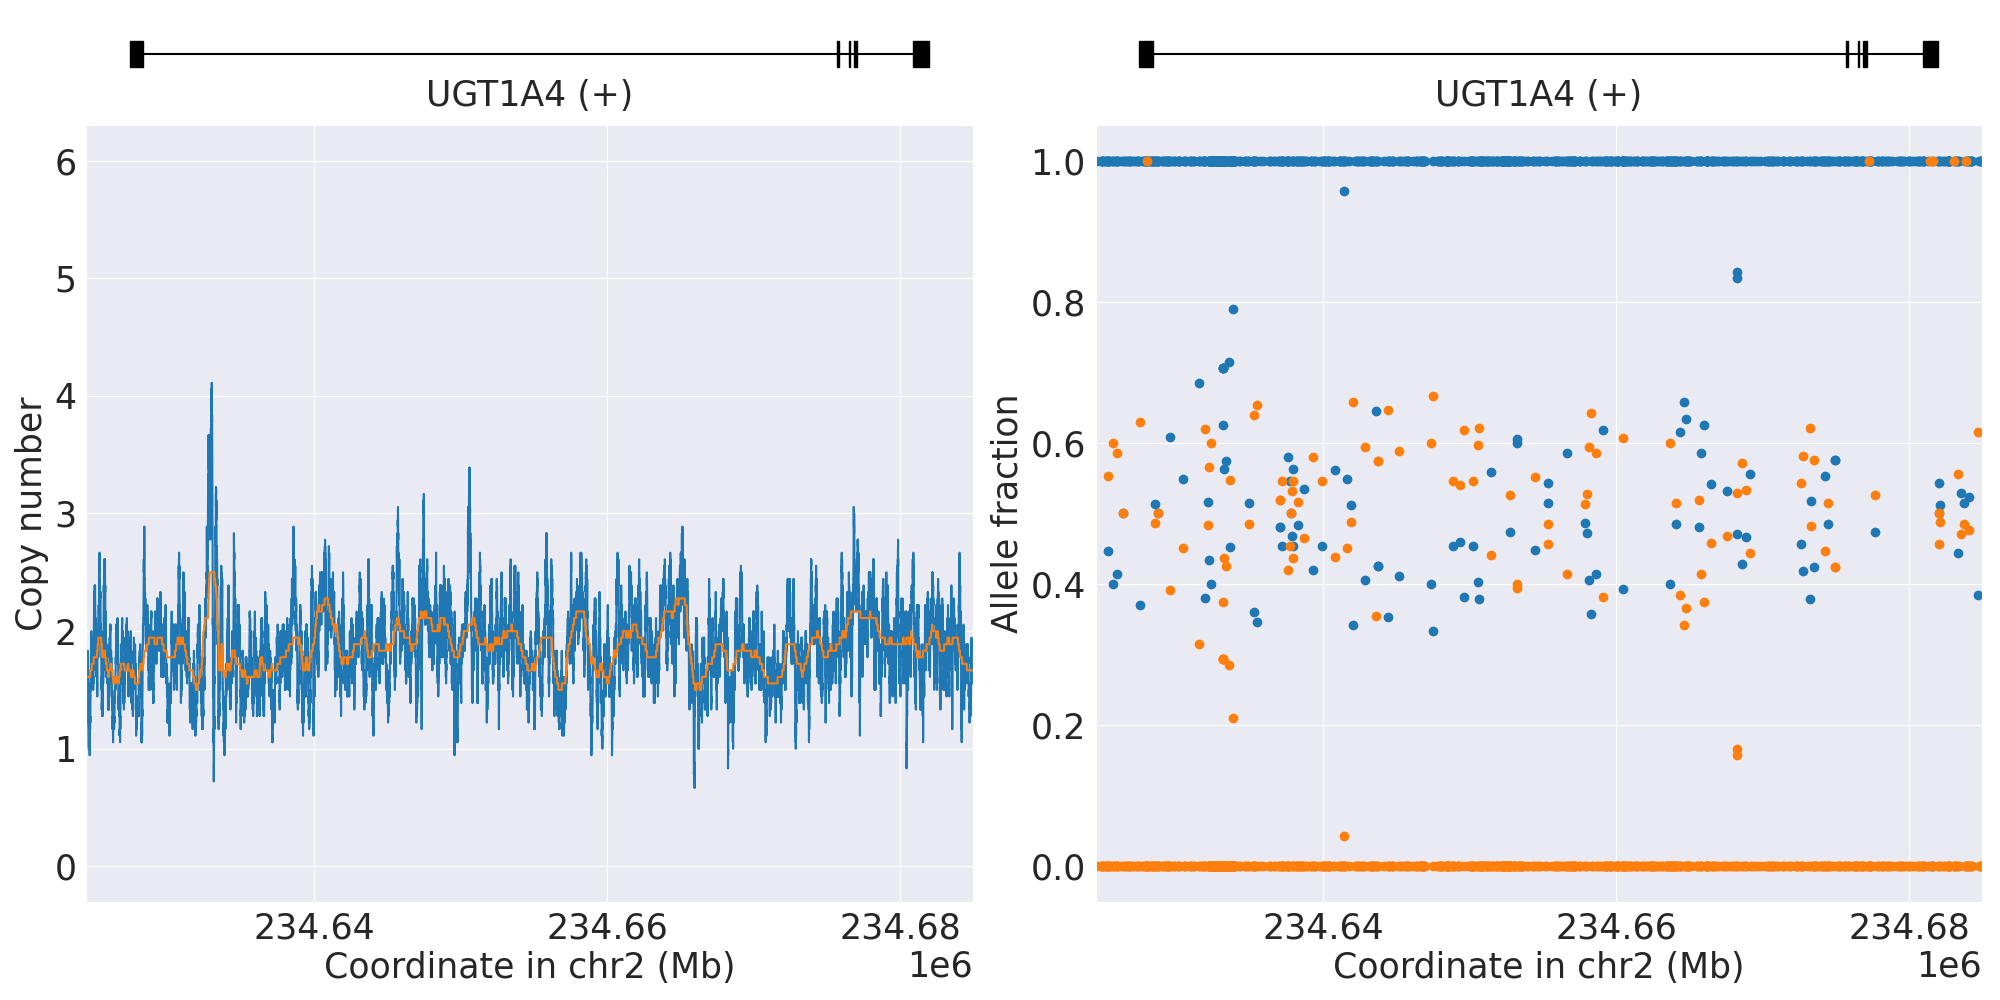 UGT1A4 (+)
6
5
4
3
2
1
0
Copy number
234.64 234.66 234.68
Coordinate in chr2 (Mb)
1e6
UGT1A4 (+)
1.0
0.8
0.6
0.4
0.2
0.0
Allele fraction
234.64 234.66 234.68
Coordinate in chr2 (Mb)
1e6